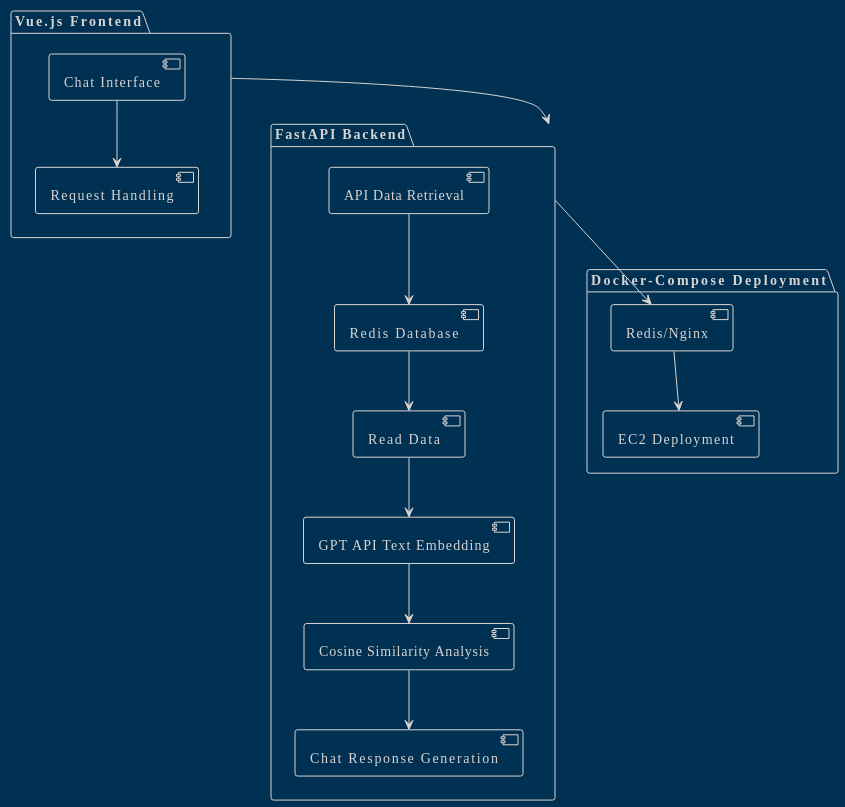 Vue.js Frontend
Chat Interface
Request Handling
FastAPI Backend
API Data Retrieval
Redis Database
Read Data
GPT API Text Embedding
Cosine Similarity Analysis
Chat Response Generation
Docker-Compose Deployment
Redis/Nginx
EC2 Deployment